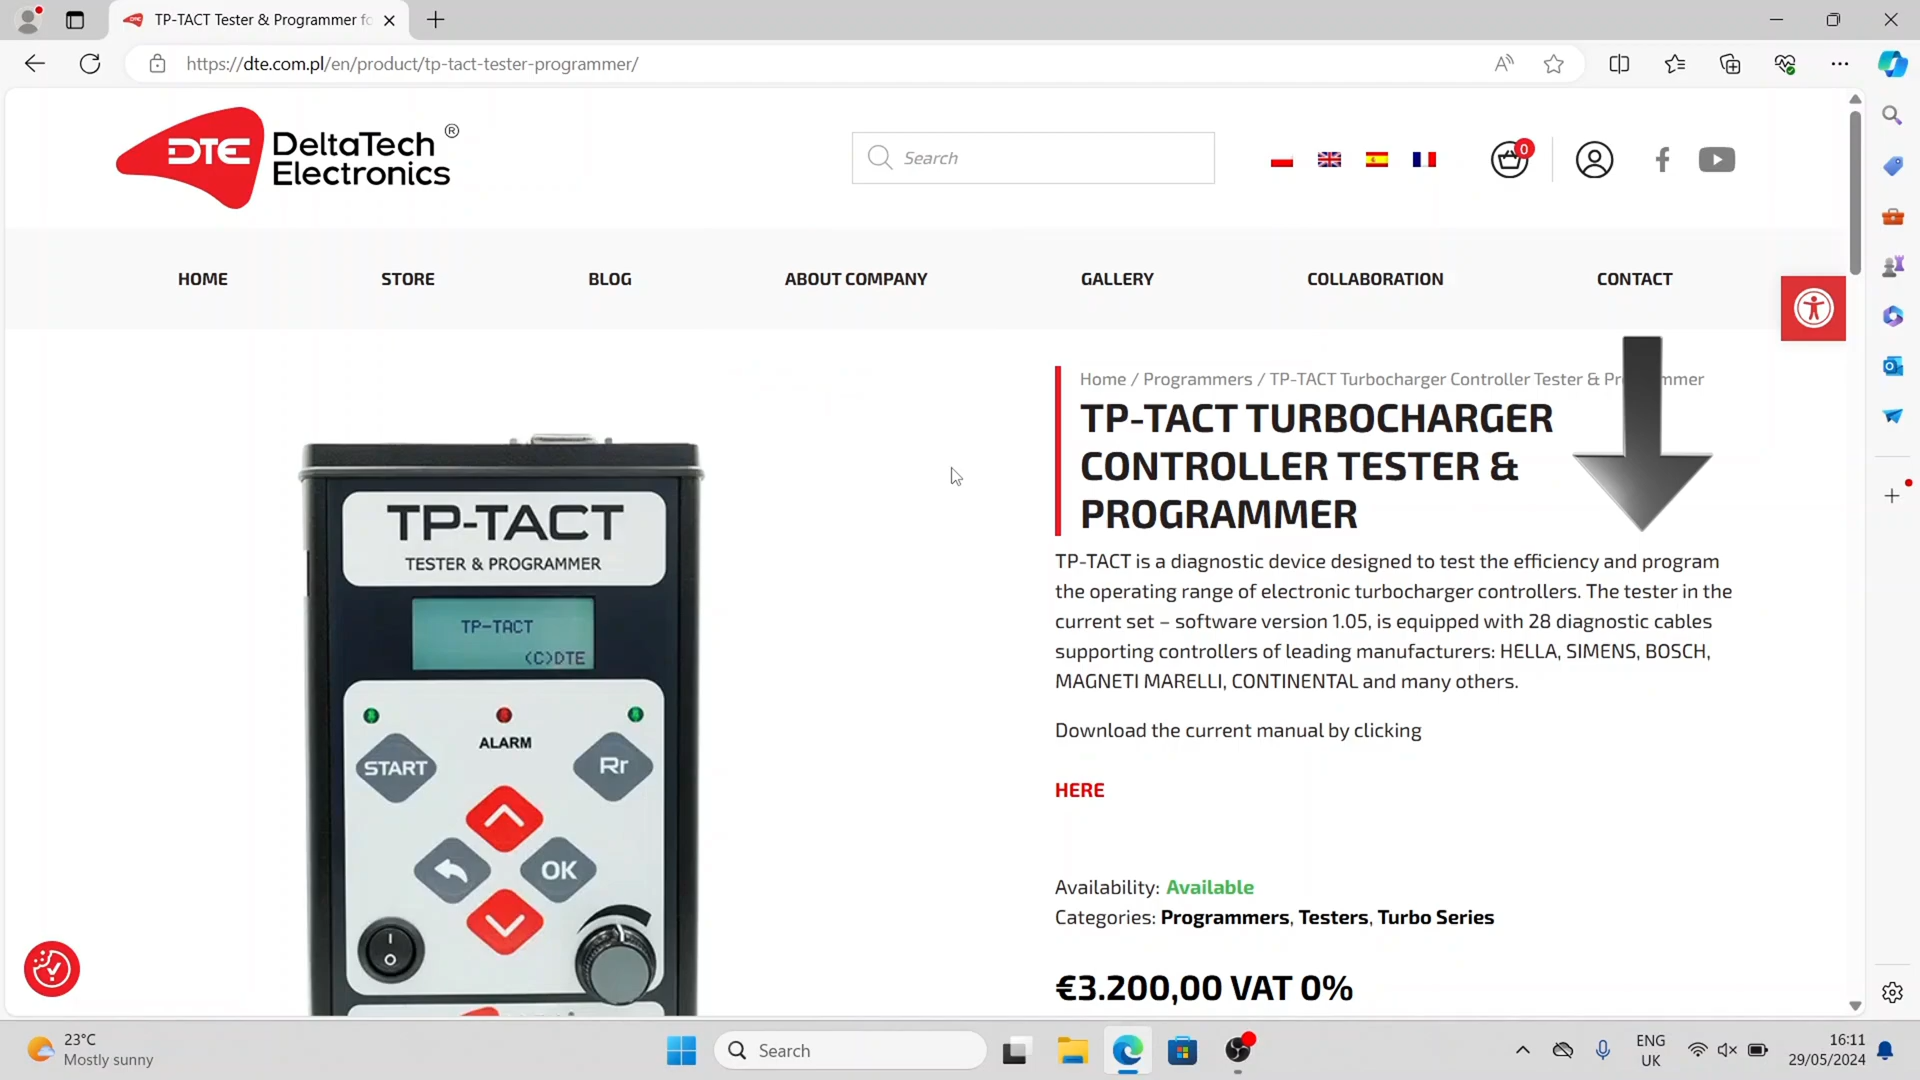 TP-TACT Tester & Programmer fo
https://dte.com.pl/en/product/tp-tact-tester-programmer/
DTE DeltaTech ®
Electronics
Search
0
HOME STORE BLOG ABOUT COMPANY GALLERY COLLABORATION CONTACT
Home / Programmers / TP-TACT Turbocharger Controller Tester & Pr mmer
TP-TACT TURBOCHARGER
CONTROLLER TESTER &
PROGRAMMER
TP-TACT is a diagnostic device designed to test the efficiency and program
the operating range of electronic turbocharger controllers. The tester in the
current set – software version 1.05, is equipped with 28 diagnostic cables
supporting controllers of leading manufacturers: HELLA, SIMENS, BOSCH,
MAGNETI MARELLI, CONTINENTAL and many others.
Download the current manual by clicking
HERE
Availability: Available
Categories: Programmers, Testers, Turbo Series
€3.200,00 VAT 0%
TP-TACT
TESTER & PROGRAMMER
TP-TACT
(C)DTE
ALARM
START
Rr
OK
23°C
Mostly sunny
Search
ENG
UK
16:11
29/05/2024